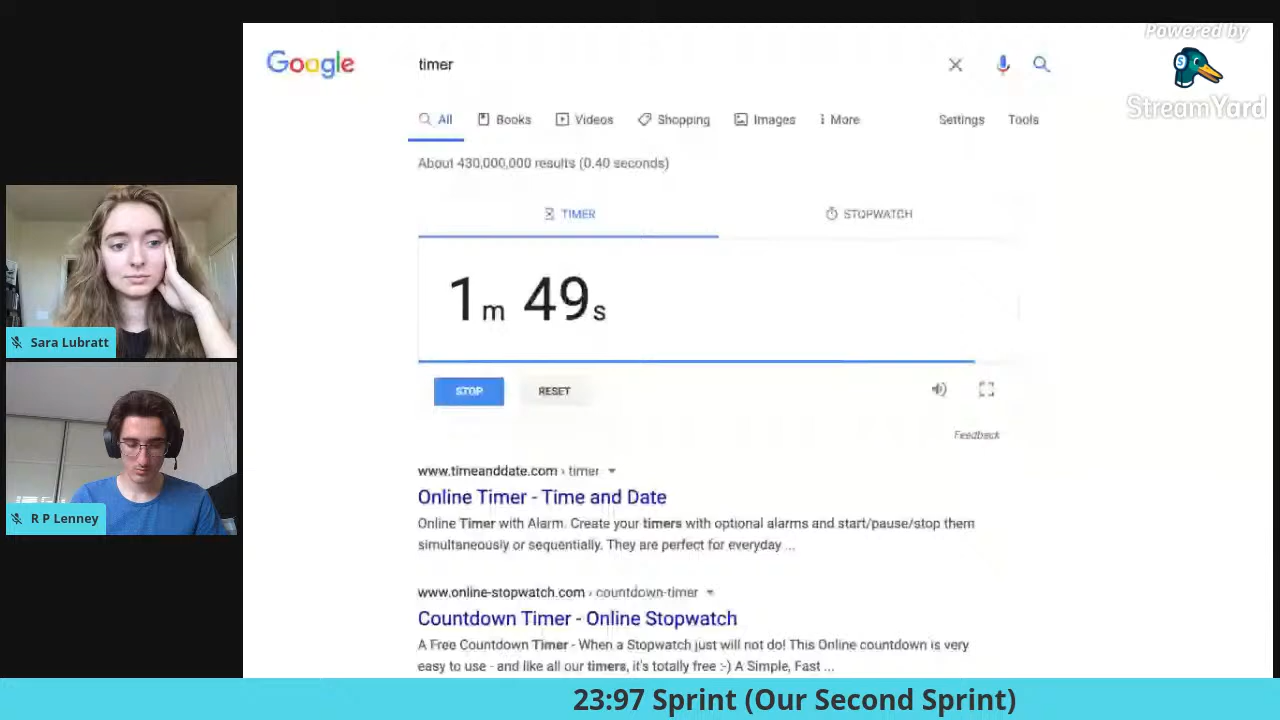 Powered by
StreamYard
Google
timer
All Books Videos Shopping Images More Settings Tools
About 430,000,000 results (0.40 seconds)
TIMER STOPWATCH
1m 49s
STOP RESET
Feedback
www.timeanddate.com › timer
Online Timer - Time and Date
Online Timer with Alarm. Create your timers with optional alarms and start/pause/stop them
simultaneously or sequentially. They are perfect for everyday ...
www.online-stopwatch.com › countdown-timer
Countdown Timer - Online Stopwatch
A Free Countdown Timer - When a Stopwatch just will not do! This Online countdown is very
easy to use - and like all our timers, it's totally free :-) A Simple, Fast ...
Sara Lubratt
R P Lenney
23:97 Sprint (Our Second Sprint)